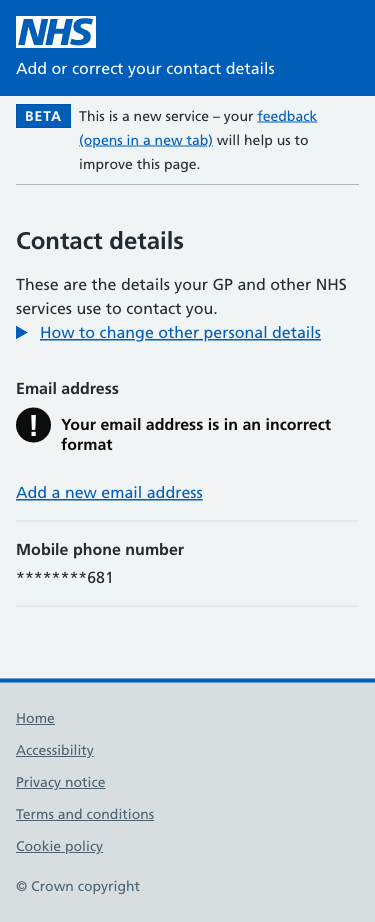 NHS
Add or correct your contact details
BETA
This is a new service – your feedback
(opens in a new tab) will help us to
improve this page.
Contact details
These are the details your GP and other NHS
services use to contact you.
How to change other personal details
Email address
! Your email address is in an incorrect
format
Add a new email address
Mobile phone number
********681
Home
Accessibility
Privacy notice
Terms and conditions
Cookie policy
© Crown copyright